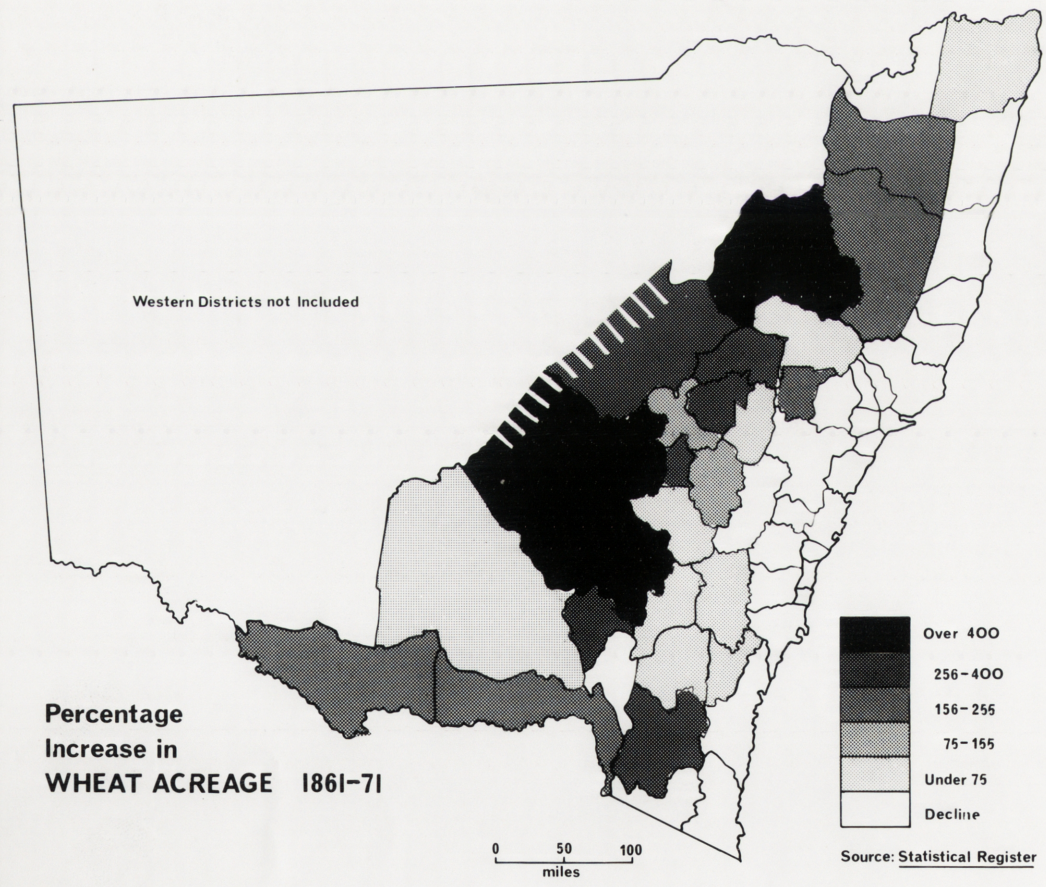 Western Districts not Included
Percentage
Increase in
WHEAT ACREAGE 1861-71
Over 400
256-400
156-255
75-155
Under 75
Decline
0 50 100
miles
Source: Statistical Register